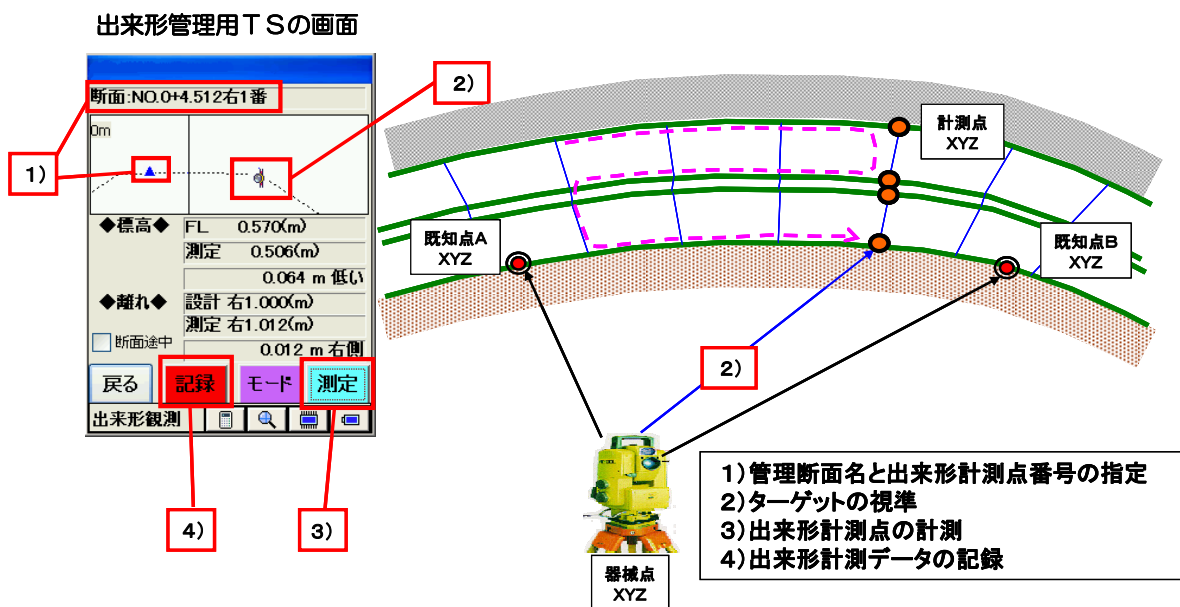 出来形管理用TSの画面
断面:NO.0+4.512右1番
0m
1)
2)
◆標高◆
FL 0.570(m)
測定 0.506(m)
0.064 m 低い
◆離れ◆
設計 右1.000(m)
測定 右1.012(m)
断面途中
0.012 m 右側
戻る
記録
モード
測定
出来形観測
4)
3)
計測点
XYZ
既知点A
XYZ
既知点B
XYZ
2)
器械点
XYZ
1)管理断面名と出来形計測点番号の指定
2)ターゲットの視準
3)出来形計測点の計測
4)出来形計測データの記録